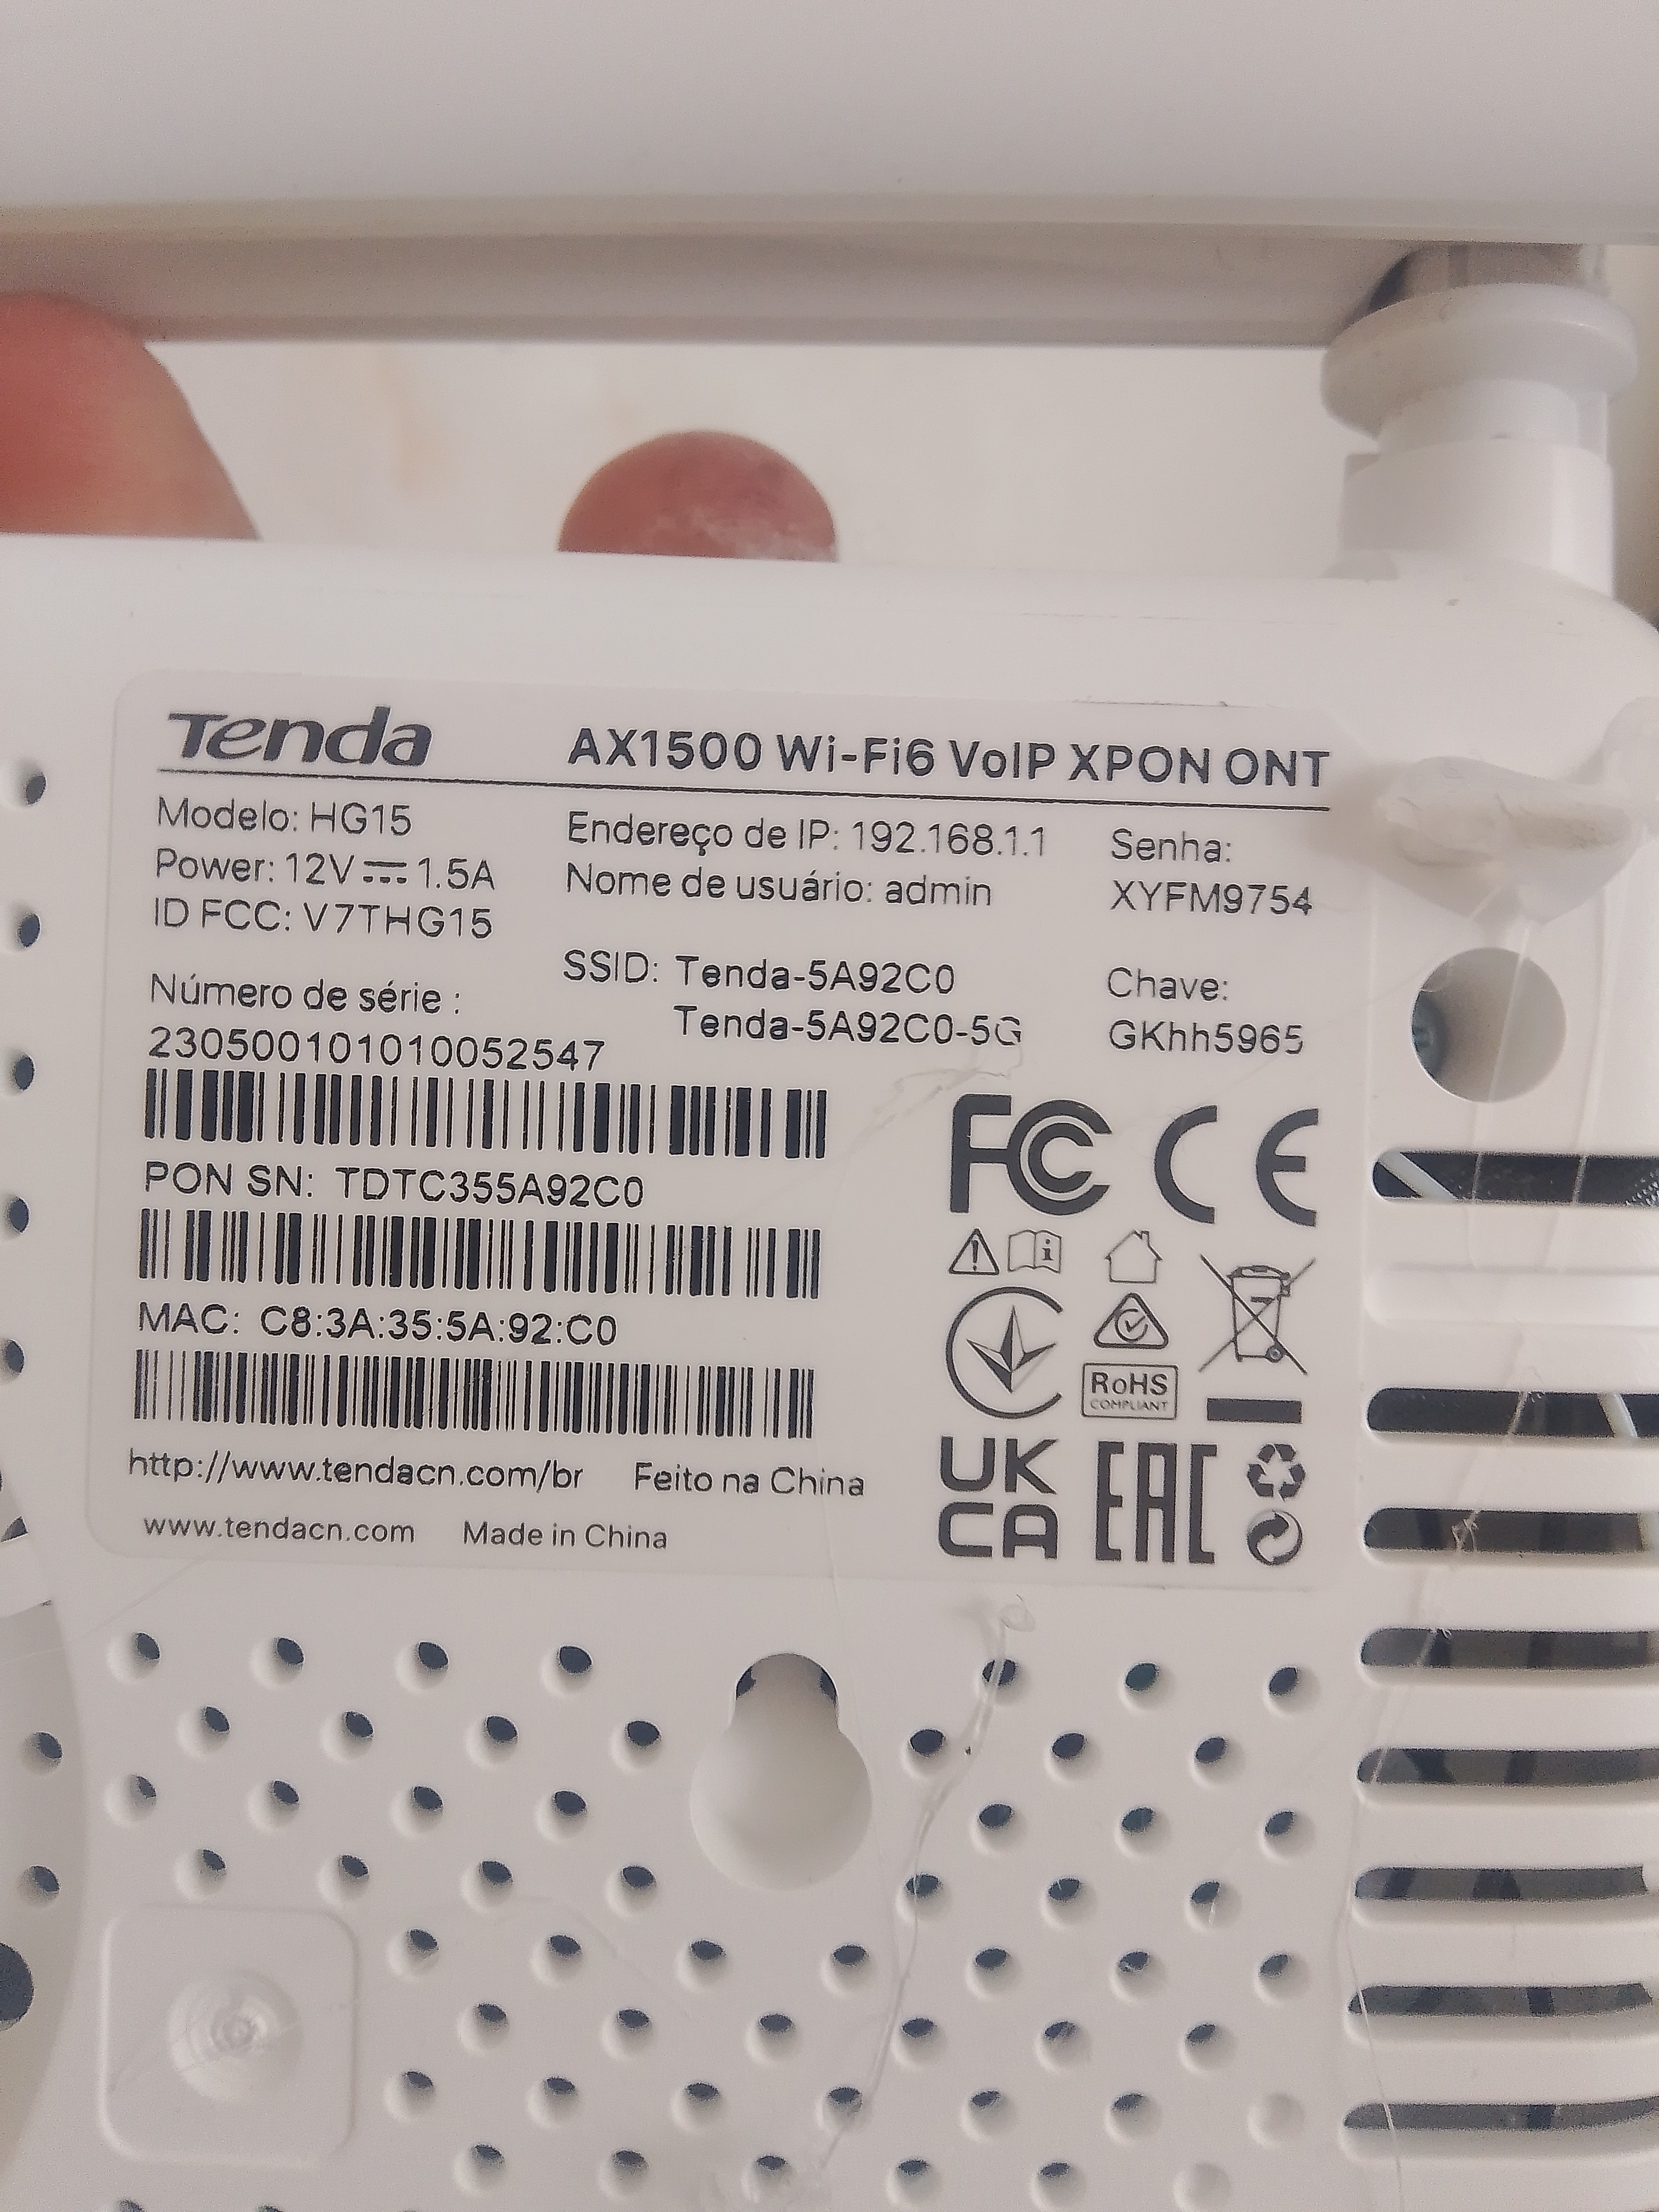 Tenda
AX1500 Wi-Fi6 VoIP XPON ONT
Modelo: HG15
Power: 12V⎓1.5A
ID FCC: V7THG15
Endereço de IP: 192.168.1.1
Nome de usuário: admin
Senha:
XYFM9754
SSID: Tenda-5A92C0
Tenda-5A92C0-5G
Chave:
GKhh5965
Número de série :
230500101010052547
PON SN: TDTC355A92C0
MAC: C8:3A:35:5A:92:C0
FC CE
RoHS
COMPLIANT
UK
CA
EAC
http://www.tendacn.com/br Feito na China
www.tendacn.com Made in China